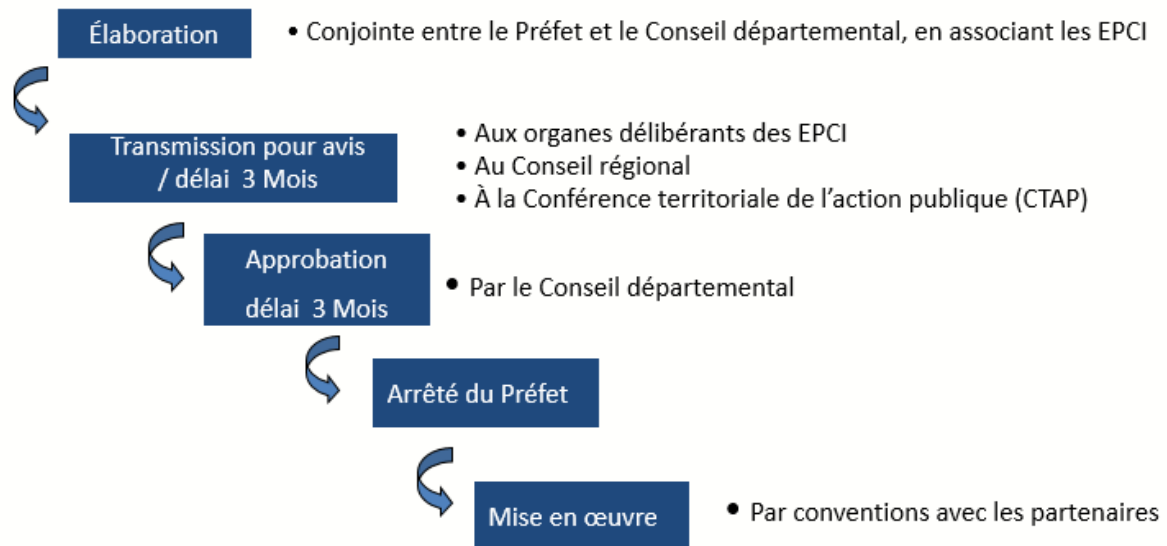 Élaboration
• Conjointe entre le Préfet et le Conseil départemental, en associant les EPCI
Transmission pour avis
/ délai 3 Mois
• Aux organes délibérants des EPCI
• Au Conseil régional
• À la Conférence territoriale de l’action publique (CTAP)
Approbation
délai 3 Mois
• Par le Conseil départemental
Arrêté du Préfet
Mise en œuvre
• Par conventions avec les partenaires